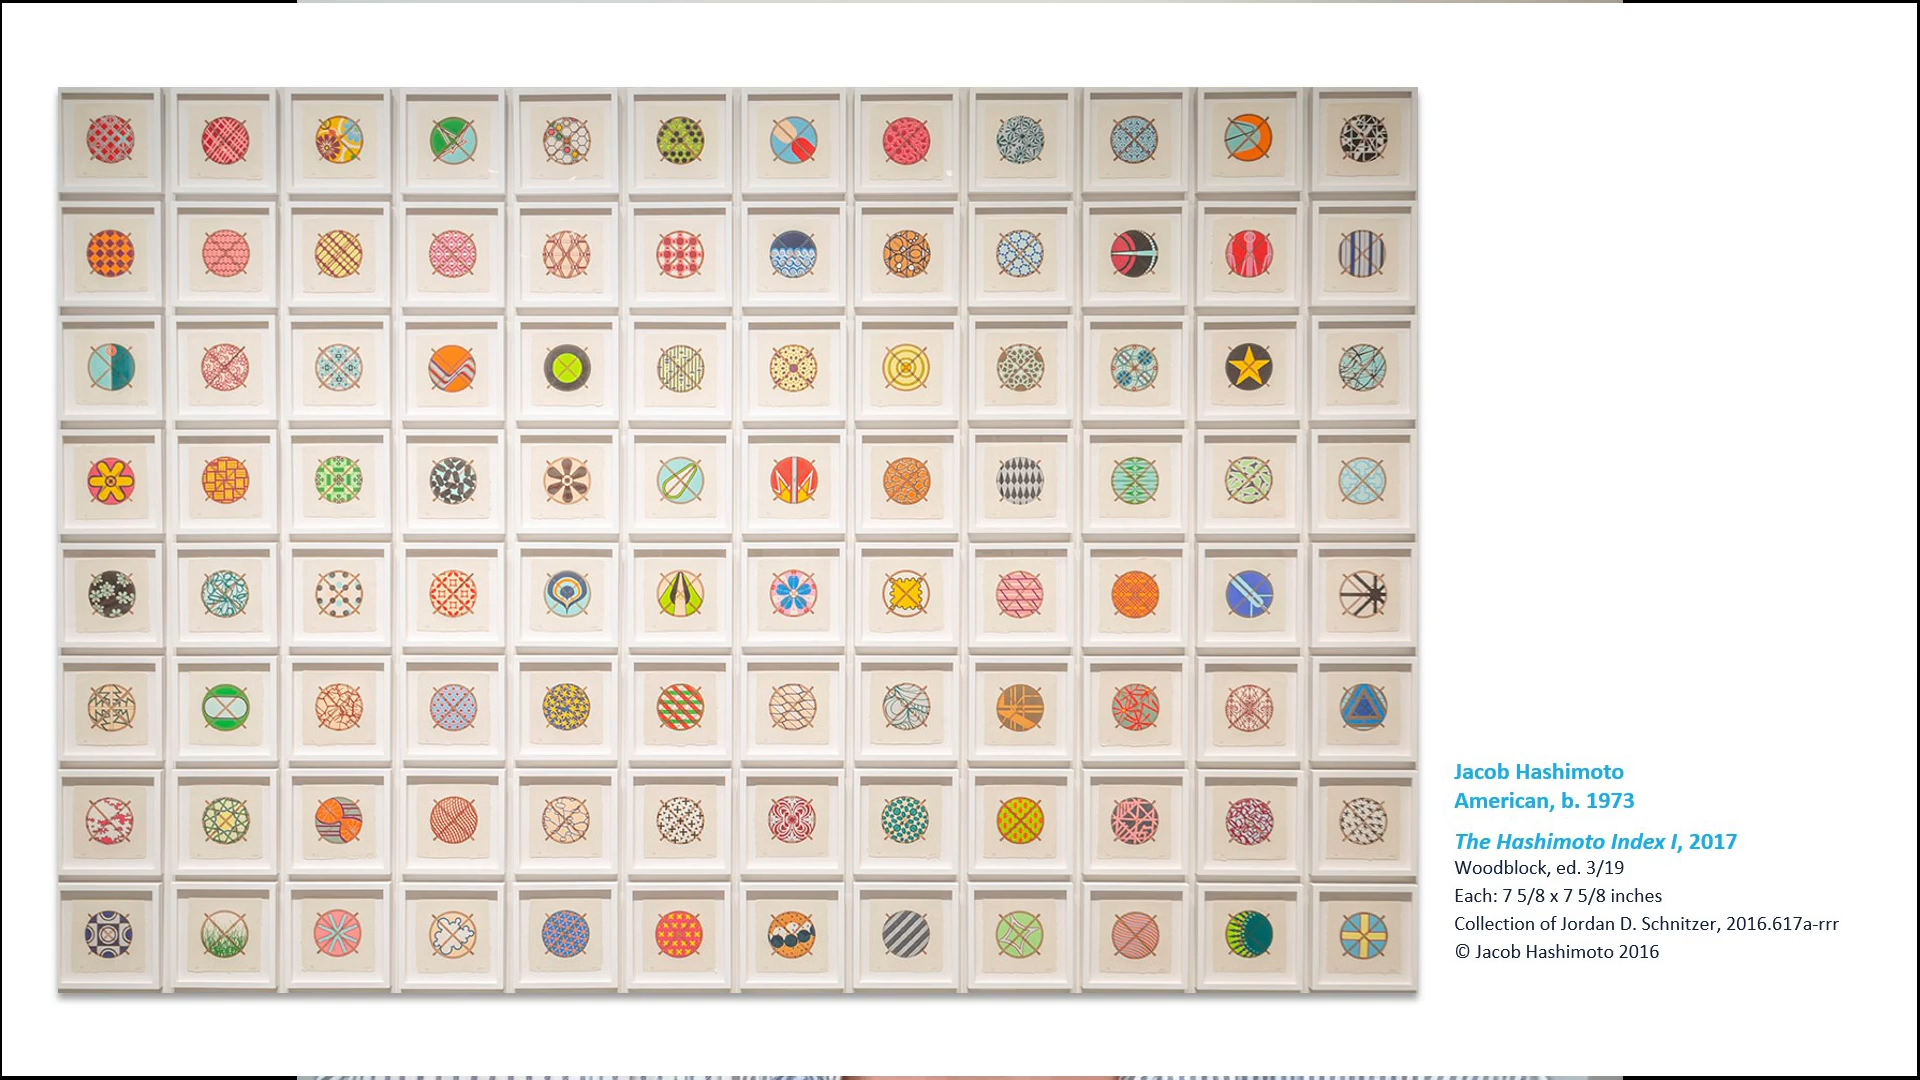 Jacob Hashimoto
American, b. 1973
The Hashimoto Index I, 2017
Woodblock, ed. 3/19
Each: 7 5/8 x 7 5/8 inches
Collection of Jordan D. Schnitzer, 2016.617a-rrr
© Jacob Hashimoto 2016